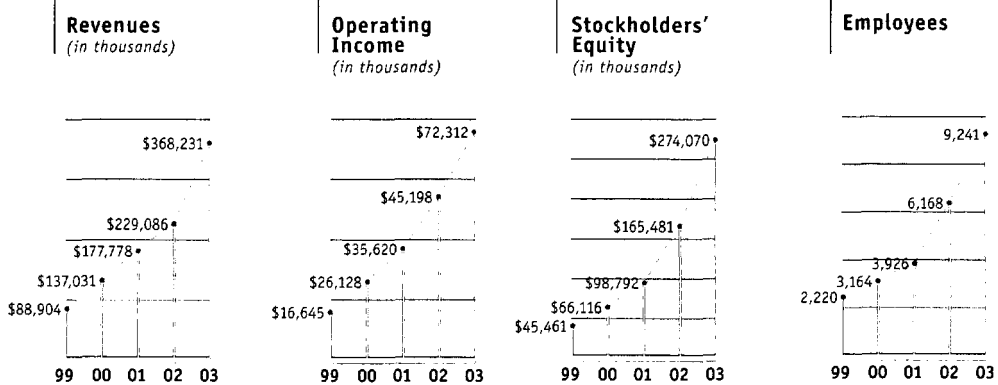 Revenues
(in thousands)
$368,231
$229,086
$177,778
$137,031
$88,904
99 00 01 02 03
Operating
Income
(in thousands)
$72,312
$45,198
$35,620
$26,128
$16,645
99 00 01 02 03
Stockholders'
Equity
(in thousands)
$274,070
$165,481
$98,792
$66,116
$45,461
99 00 01 02 03
Employees
9,241
6,168
3,926
3,164
2,220
99 00 01 02 03